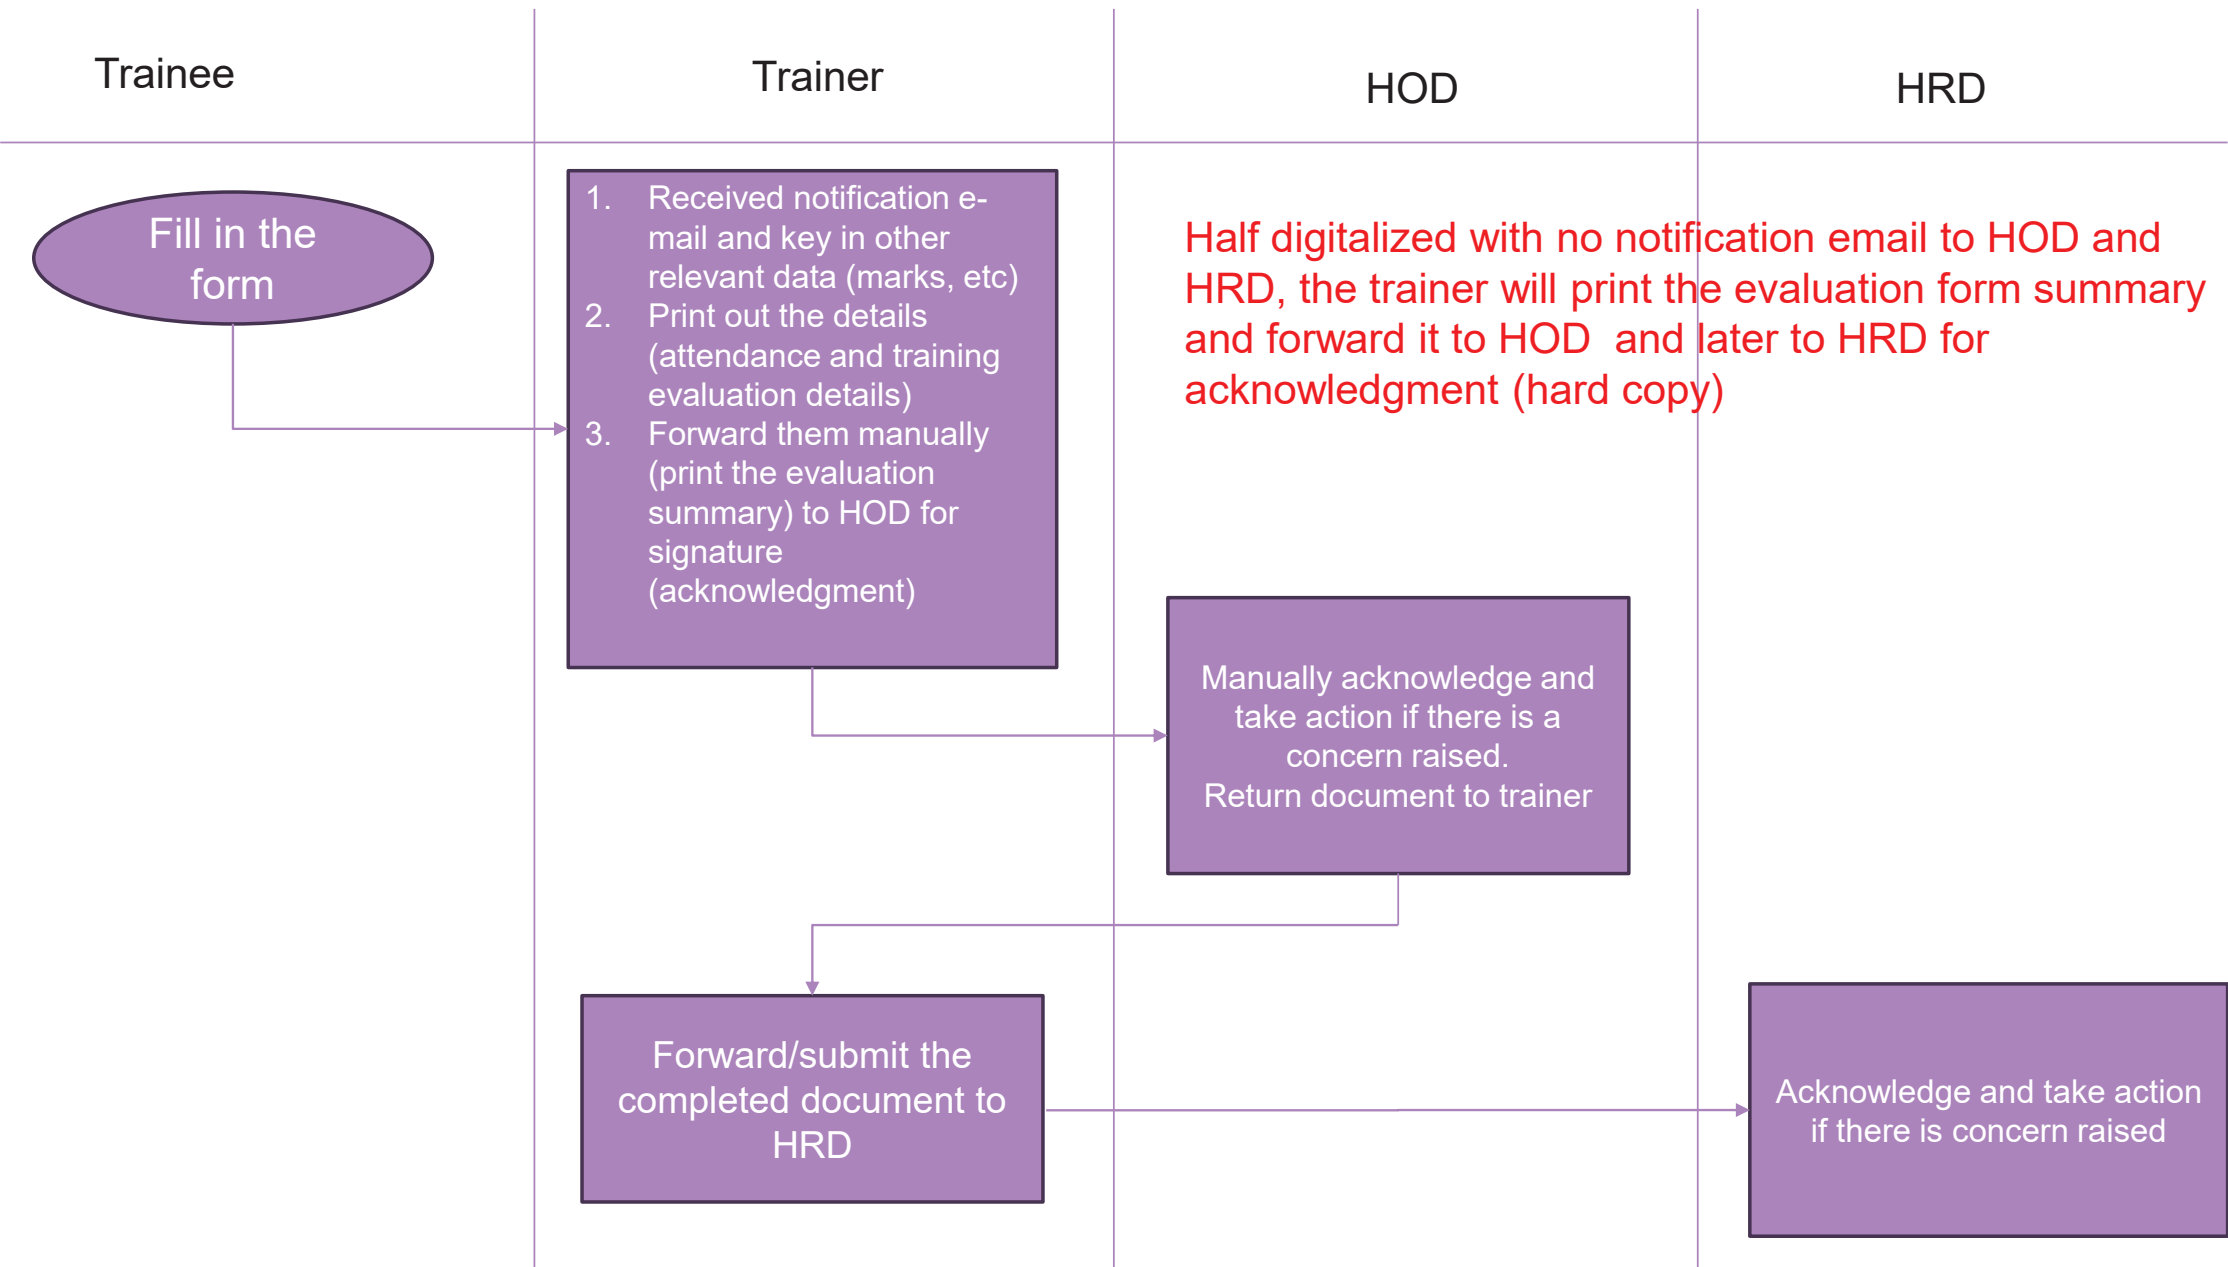 Trainee
Trainer
HOD
HRD
Fill in the
form
1. Received notification e-
mail and key in other
relevant data (marks, etc)
2. Print out the details
(attendance and training
evaluation details)
3. Forward them manually
(print the evaluation
summary) to HOD for
signature
(acknowledgment)
Half digitalized with no notification email to HOD and
HRD, the trainer will print the evaluation form summary
and forward it to HOD  and later to HRD for
acknowledgment (hard copy)
Manually acknowledge and
take action if there is a
concern raised.
Return document to trainer
Forward/submit the
completed document to
HRD
Acknowledge and take action
if there is concern raised